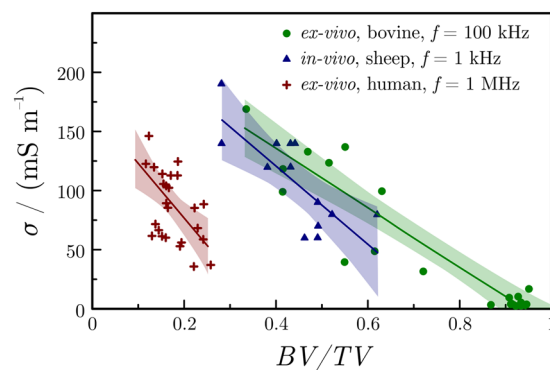 ex-vivo, bovine, f = 100 kHz
in-vivo, sheep, f = 1 kHz
ex-vivo, human, f = 1 MHz
200
150
100
50
0
σ / (mS m⁻¹)
0 0.2 0.4 0.6 0.8 1
BV/TV